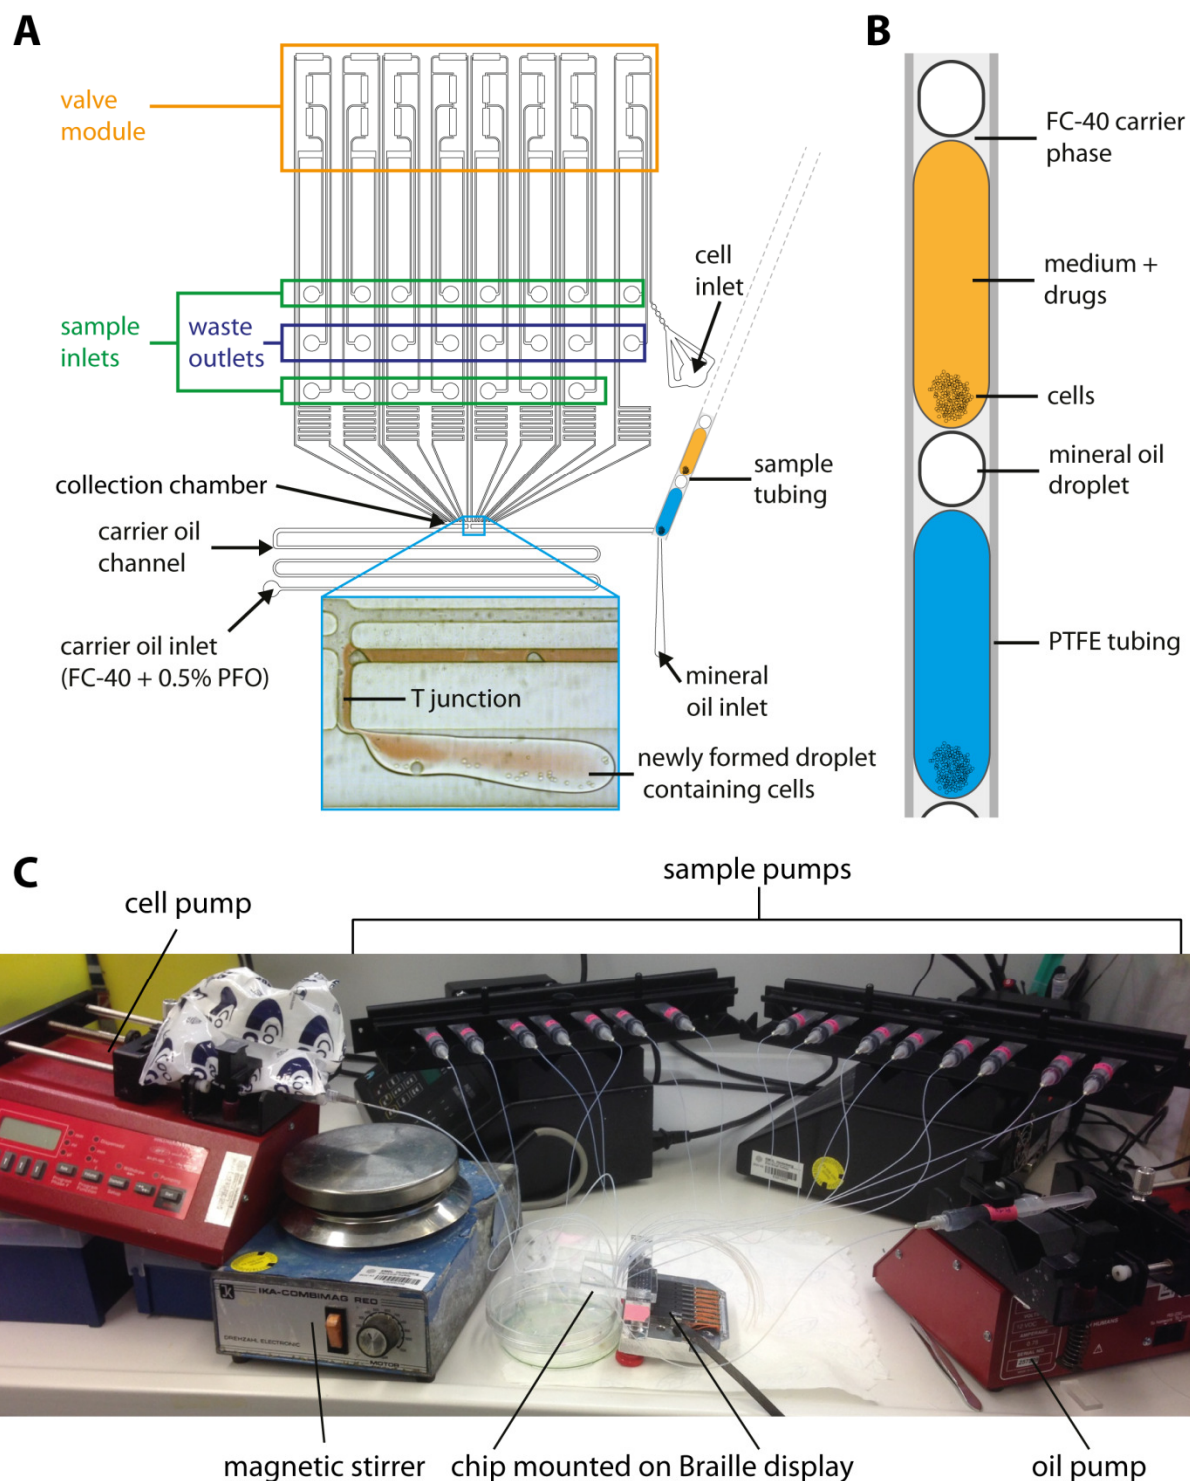 A
B
valve
module
FC-40 carrier
phase
cell
inlet
medium +
drugs
sample
inlets
waste
outlets
cells
collection chamber
sample
tubing
mineral oil
droplet
carrier oil
channel
carrier oil inlet
(FC-40 + 0.5% PFO)
T junction
mineral
oil inlet
PTFE tubing
newly formed droplet
containing cells
C
sample pumps
cell pump
IKA-COMBIMAG RED
DREHZAHL ELECTRONIC
MOTOR
magnetic stirrer
chip mounted on Braille display
oil pump